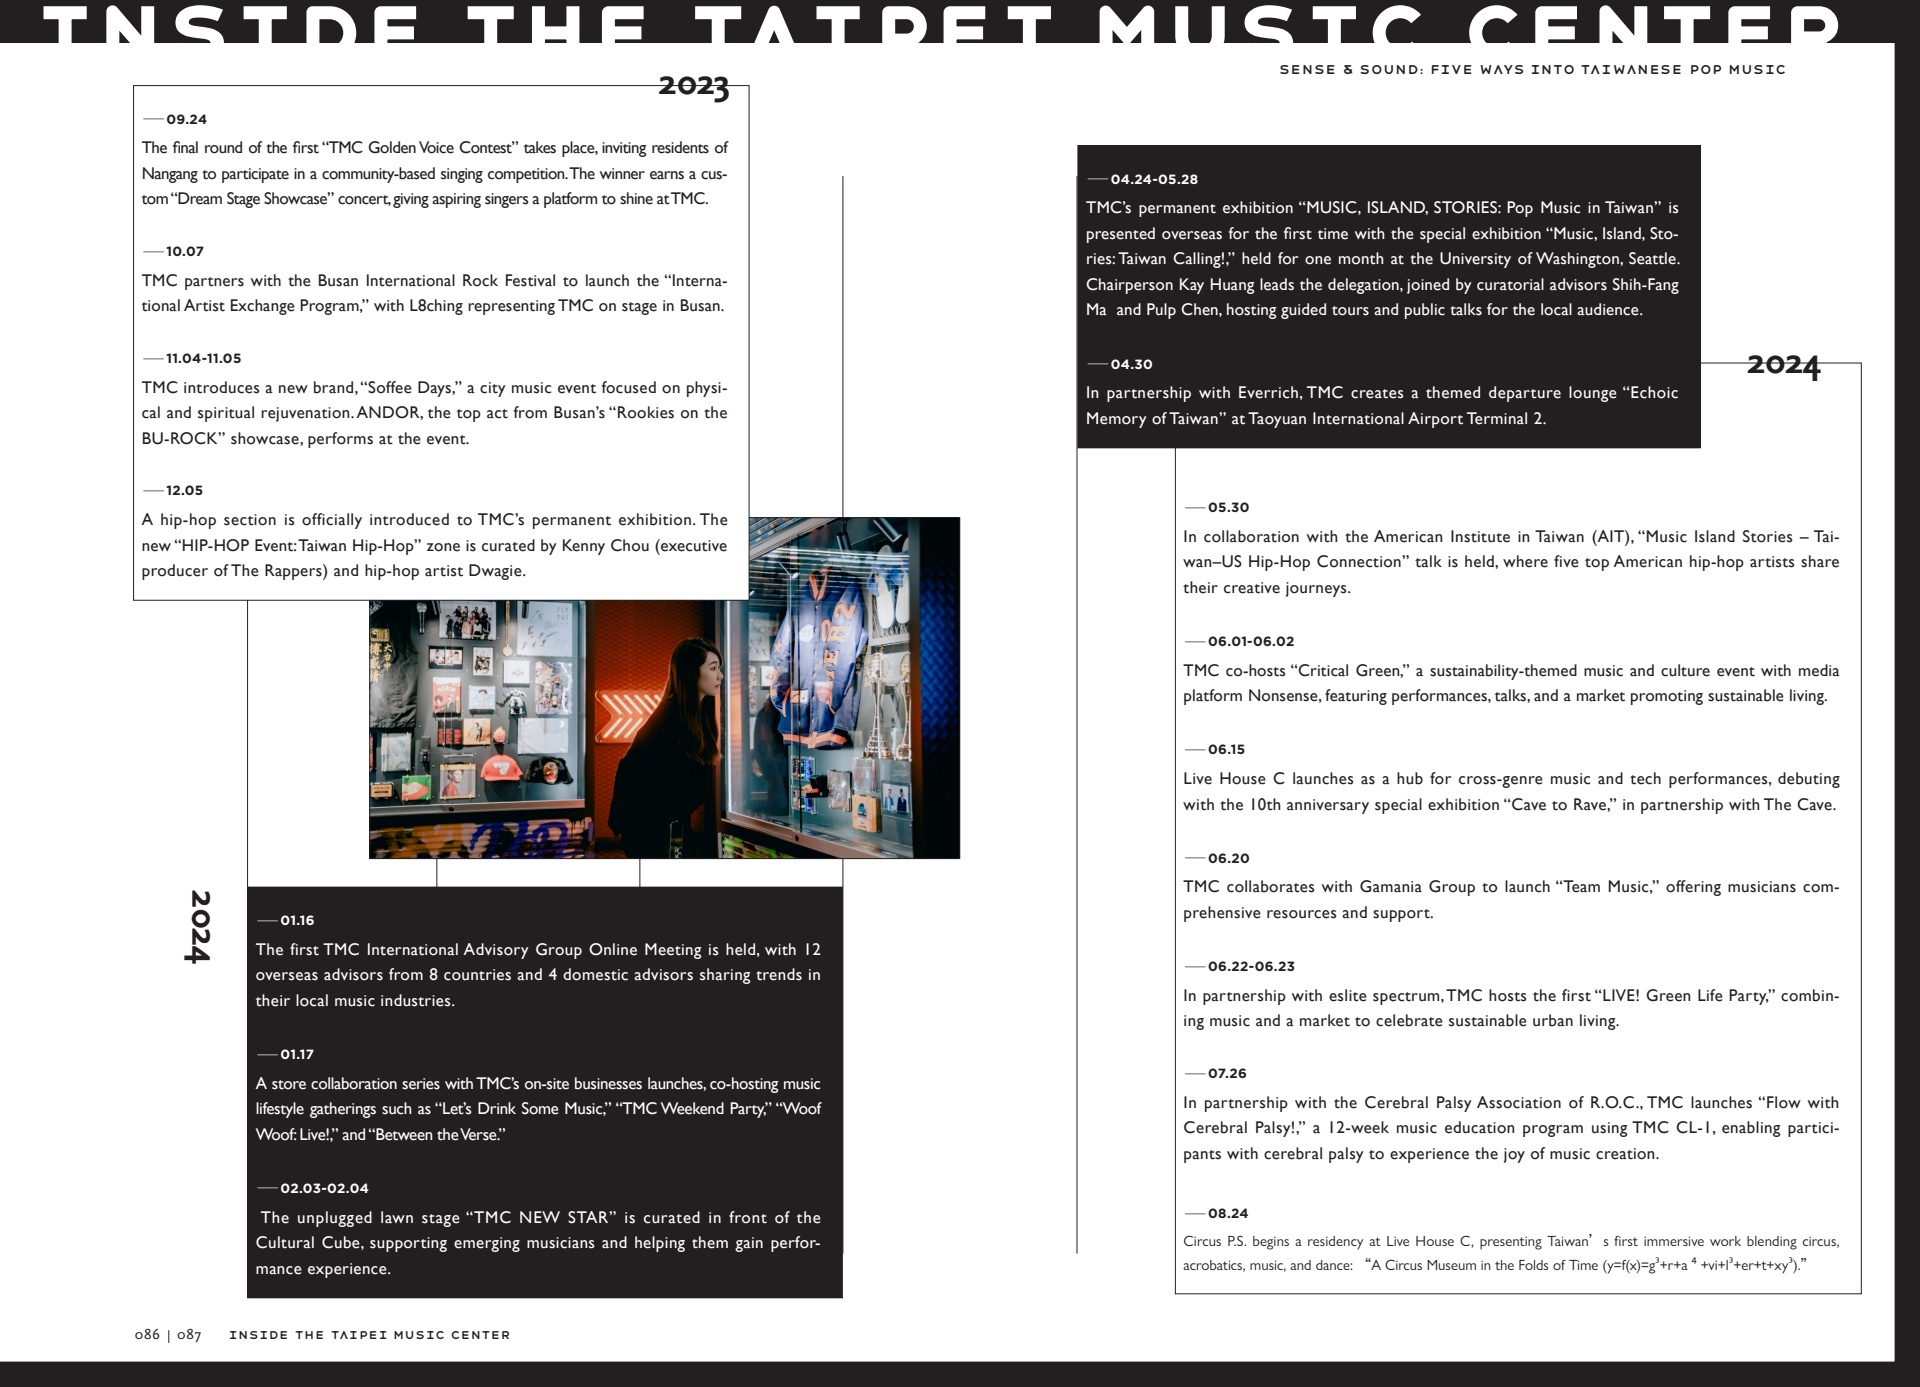 INSIDE THE TAIPEI MUSIC CENTER
SENSE & SOUND: FIVE WAYS INTO TAIWANESE POP MUSIC
2023
—09.24
The final round of the first “TMC Golden Voice Contest” takes place, inviting residents of
Nangang to participate in a community-based singing competition. The winner earns a cus-
tom “Dream Stage Showcase” concert, giving aspiring singers a platform to shine at TMC.
—10.07
TMC partners with the Busan International Rock Festival to launch the “Interna-
tional Artist Exchange Program,” with L8ching representing TMC on stage in Busan.
—11.04-11.05
TMC introduces a new brand, “Soffee Days,” a city music event focused on physi-
cal and spiritual rejuvenation. ANDOR, the top act from Busan’s “Rookies on the
BU-ROCK” showcase, performs at the event.
—12.05
A hip-hop section is officially introduced to TMC’s permanent exhibition. The
new “HIP-HOP Event: Taiwan Hip-Hop” zone is curated by Kenny Chou (executive
producer of The Rappers) and hip-hop artist Dwagie.
2024
—01.16
The first TMC International Advisory Group Online Meeting is held, with 12
overseas advisors from 8 countries and 4 domestic advisors sharing trends in
their local music industries.
—01.17
A store collaboration series with TMC’s on-site businesses launches, co-hosting music
lifestyle gatherings such as “Let’s Drink Some Music,” “TMC Weekend Party,” “Woof
Woof: Live!,” and “Between the Verse.”
—02.03-02.04
The unplugged lawn stage “TMC NEW STAR” is curated in front of the
Cultural Cube, supporting emerging musicians and helping them gain perfor-
mance experience.
—04.24-05.28
TMC’s permanent exhibition “MUSIC, ISLAND, STORIES: Pop Music in Taiwan” is
presented overseas for the first time with the special exhibition “Music, Island, Sto-
ries: Taiwan Calling!,” held for one month at the University of Washington, Seattle.
Chairperson Kay Huang leads the delegation, joined by curatorial advisors Shih-Fang
Ma and Pulp Chen, hosting guided tours and public talks for the local audience.
—04.30
In partnership with Everrich, TMC creates a themed departure lounge “Echoic
Memory of Taiwan” at Taoyuan International Airport Terminal 2.
2024
—05.30
In collaboration with the American Institute in Taiwan (AIT), “Music Island Stories – Tai-
wan–US Hip-Hop Connection” talk is held, where five top American hip-hop artists share
their creative journeys.
—06.01-06.02
TMC co-hosts “Critical Green,” a sustainability-themed music and culture event with media
platform Nonsense, featuring performances, talks, and a market promoting sustainable living.
—06.15
Live House C launches as a hub for cross-genre music and tech performances, debuting
with the 10th anniversary special exhibition “Cave to Rave,” in partnership with The Cave.
—06.20
TMC collaborates with Gamania Group to launch “Team Music,” offering musicians com-
prehensive resources and support.
—06.22-06.23
In partnership with eslite spectrum, TMC hosts the first “LIVE! Green Life Party,” combin-
ing music and a market to celebrate sustainable urban living.
—07.26
In partnership with the Cerebral Palsy Association of R.O.C., TMC launches “Flow with
Cerebral Palsy!,” a 12-week music education program using TMC CL-1, enabling partici-
pants with cerebral palsy to experience the joy of music creation.
—08.24
Circus P.S. begins a residency at Live House C, presenting Taiwan’ s first immersive work blending circus,
acrobatics, music, and dance: “A Circus Museum in the Folds of Time (y=f(x)=g³+r+a ⁴ +vi+l³+er+t+xy³).”
086 | 087 INSIDE THE TAIPEI MUSIC CENTER